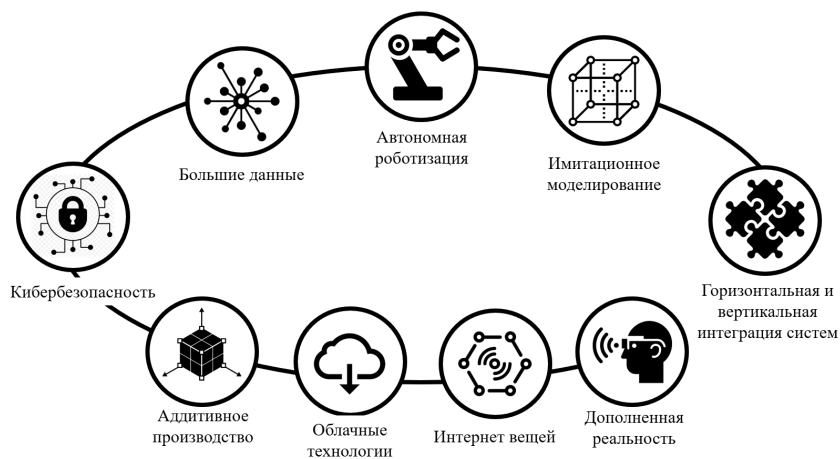 Автономная
роботизация
Большие данные
Имитационное
моделирование
Кибербезопасность
Горизонтальная и
вертикальная
интеграция систем
Аддитивное
производство
Облачные
технологии
Интернет вещей
Дополненная
реальность